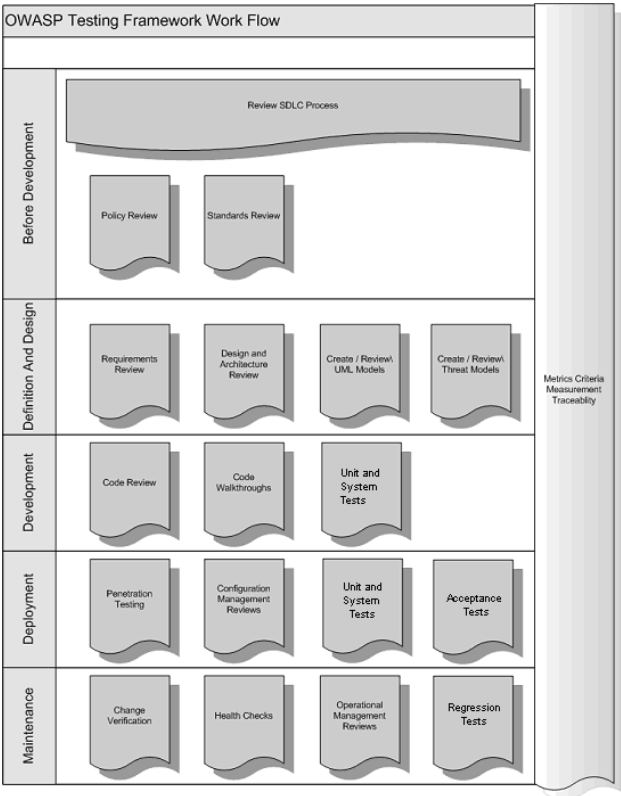 OWASP Testing Framework Work Flow
Before Development
Review SDLC Process
Policy Review
Standards Review
Definition And Design
Requirements
Review
Design and
Architecture
Review
Create / Review\
UML Models
Create / Review\
Threat Models
Metrics Criteria
Measurement
Traceablity
Development
Code Review
Code
Walkthroughs
Unit and
System
Tests
Deployment
Penetration
Testing
Configuration
Management
Reviews
Unit and
System
Tests
Acceptance
Tests
Maintenance
Change
Verification
Health Checks
Operational
Management
Reviews
Regression
Tests